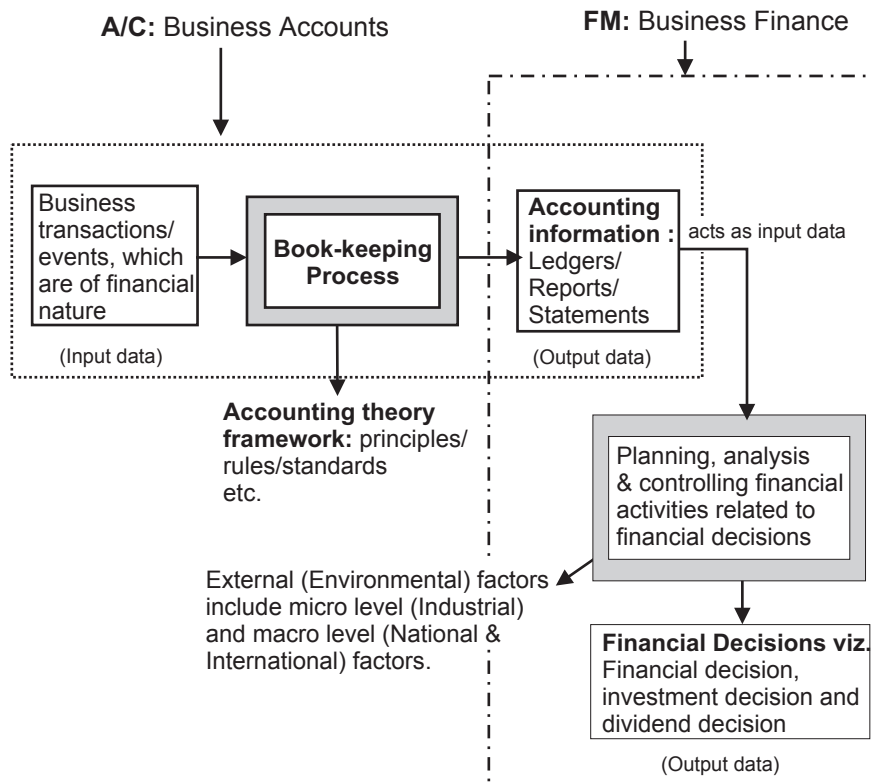 A/C: Business Accounts
FM: Business Finance
Business
transactions/
events, which
are of financial
nature
(Input data)
Book-keeping
Process
Accounting
information :
Ledgers/
Reports/
Statements
(Output data)
acts as input data
Accounting theory
framework: principles/
rules/standards
etc.
Planning, analysis
& controlling financial
activities related to
financial decisions
External (Environmental) factors
include micro level (Industrial)
and macro level (National &
International) factors.
Financial Decisions viz.
Financial decision,
investment decision and
dividend decision
(Output data)